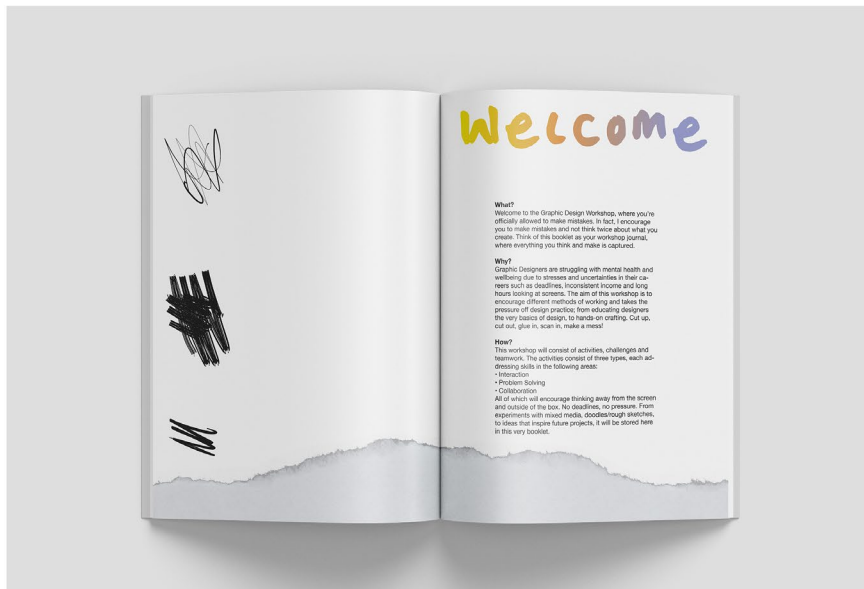 Welcome
What?
Welcome to the Graphic Design Workshop, where you're
officially allowed to make mistakes. In fact, I encourage
you to make mistakes and not think twice about what you
create. Think of this booklet as your workshop journal,
where everything you think and make is captured.
Why?
Graphic Designers are struggling with mental health and
wellbeing due to stresses and uncertainties in their ca-
reers such as deadlines, inconsistent income and long
hours looking at screens. The aim of this workshop is to
encourage different methods of working and takes the
pressure off design practice; from educating designers
the very basics of design, to hands-on crafting. Cut up,
cut out, glue in, scan in, make a mess!
How?
This workshop will consist of activities, challenges and
teamwork. The activities consist of three types, each ad-
dressing skills in the following areas:
• Interaction
• Problem Solving
• Collaboration
All of which will encourage thinking away from the screen
and outside of the box. No deadlines, no pressure. From
experiments with mixed media, doodles/rough sketches,
to ideas that inspire future projects, it will be stored here
in this very booklet.